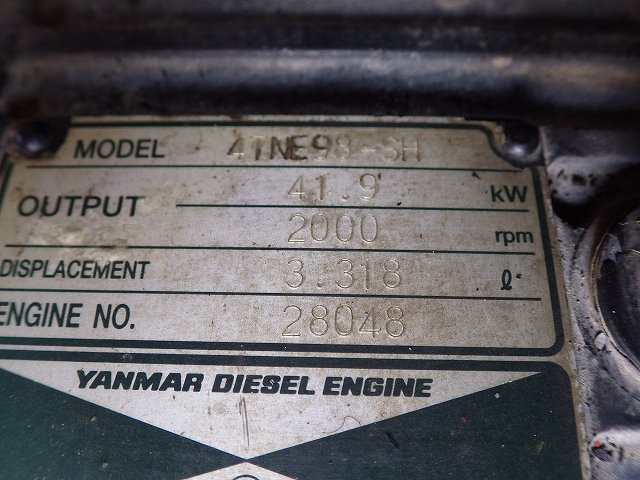 MODEL 4TNE98-SH
OUTPUT 41.9 kW
2000 rpm
DISPLACEMENT 3.318 ℓ
ENGINE NO. 28048
YANMAR DIESEL ENGINE